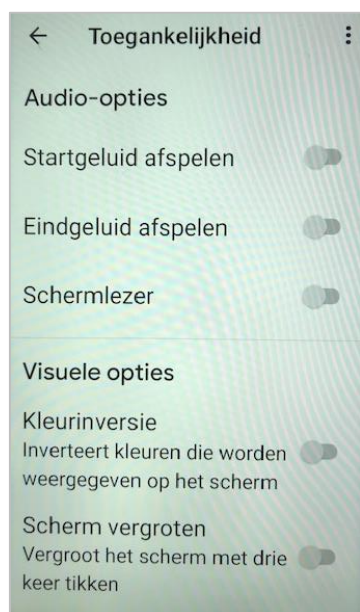 Toegankelijkheid
Audio-opties
Startgeluid afspelen
Eindgeluid afspelen
Schermlezer
Visuele opties
Kleurinversie
Inverteert kleuren die worden
weergegeven op het scherm
Scherm vergroten
Vergroot het scherm met drie
keer tikken